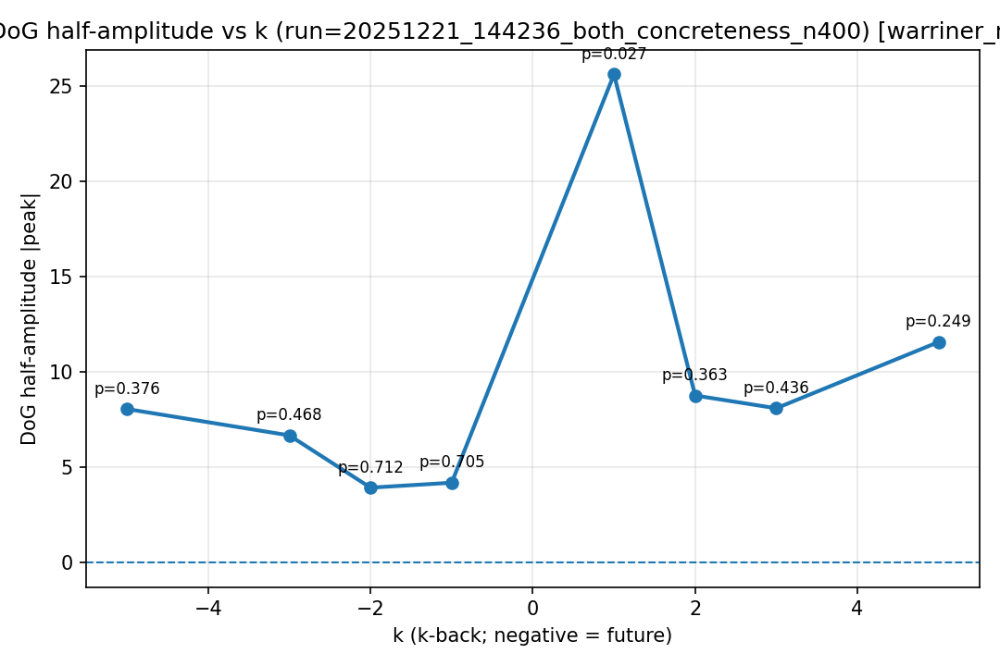 half-amplitude vs k (run=20251221_144236_both_concreteness_n400)
p=0.027
25
20
15
10
5
0
p=0.376
p=0.468
p=0.712
p=0.705
p=0.363
p=0.436
p=0.249
DoG half-amplitude |peak|
−4
−2
0
2
4
k (k-back; negative = future)